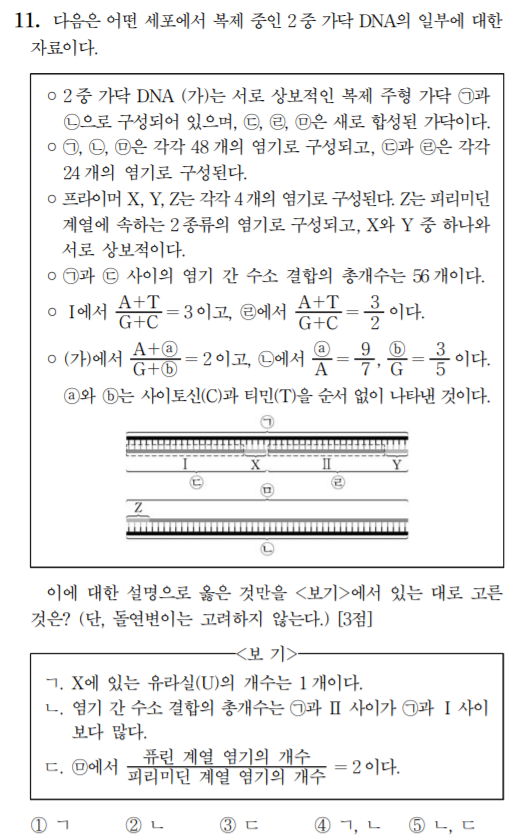 11. 다음은 어떤 세포에서 복제 중인 2중 가닥 DNA의 일부에 대한
자료이다.
○ 2중 가닥 DNA (가)는 서로 상보적인 복제 주형 가닥 ㉠과
㉡으로 구성되어 있으며, ㉢, ㉣, ㉤은 새로 합성된 가닥이다.
○ ㉠, ㉡, ㉤은 각각 48개의 염기로 구성되고, ㉢과 ㉣은 각각
24개의 염기로 구성된다.
○ 프라이머 X, Y, Z는 각각 4개의 염기로 구성된다. Z는 피리미딘
계열에 속하는 2종류의 염기로 구성되고, X와 Y 중 하나와
서로 상보적이다.
○ ㉠과 ㉢ 사이의 염기 간 수소 결합의 총개수는 56개이다.
○ Ⅰ에서 A+T/G+C = 3이고, ㉣에서 A+T/G+C = 3/2 이다.
○ (가)에서 A+ⓐ/G+ⓑ = 2이고, ㉡에서 ⓐ/A = 9/7, ⓑ/G = 3/5 이다.
ⓐ와 ⓑ는 사이토신(C)과 티민(T)을 순서 없이 나타낸 것이다.
㉠
Ⅰ X Ⅱ Y
㉢ ㉣
㉤
Z
㉡
이에 대한 설명으로 옳은 것만을 <보기>에서 있는 대로 고른
것은? (단, 돌연변이는 고려하지 않는다.) [3점]
<보 기>
ㄱ. X에 있는 유라실(U)의 개수는 1개이다.
ㄴ. 염기 간 수소 결합의 총개수는 ㉠과 Ⅱ 사이가 ㉠과 Ⅰ 사이
보다 많다.
ㄷ. ㉤에서 퓨린 계열 염기의 개수/피리미딘 계열 염기의 개수 = 2이다.
① ㄱ ② ㄴ ③ ㄷ ④ ㄱ, ㄴ ⑤ ㄴ, ㄷ